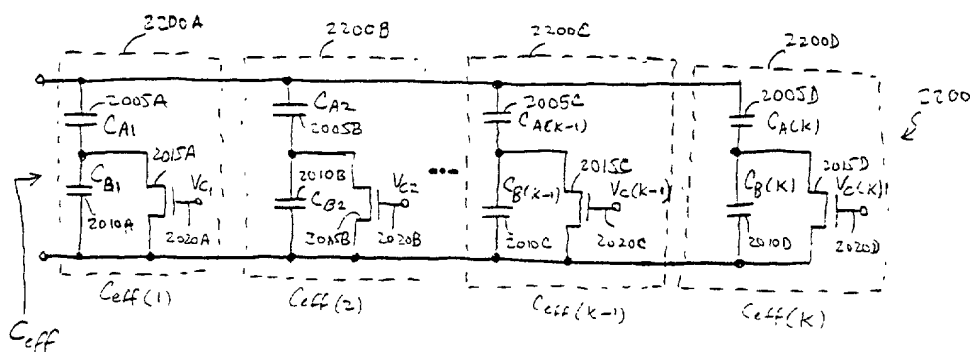 2200A
2200B
2200C
2200D
2200
2005A
CA1
CA2
2005B
2005C
CA(K-1)
2005D
CA(K)
2015A
CB1
2010A
VC1
2020A
2010B
CB2
2015B
VC2
2020B
...
2015C
CB(K-1)
2010C
VC(K-1)
2020C
2015D
CB(K)
2010D
VC(K)
2020D
Ceff(1)
Ceff(2)
Ceff(K-1)
Ceff(K)
Ceff